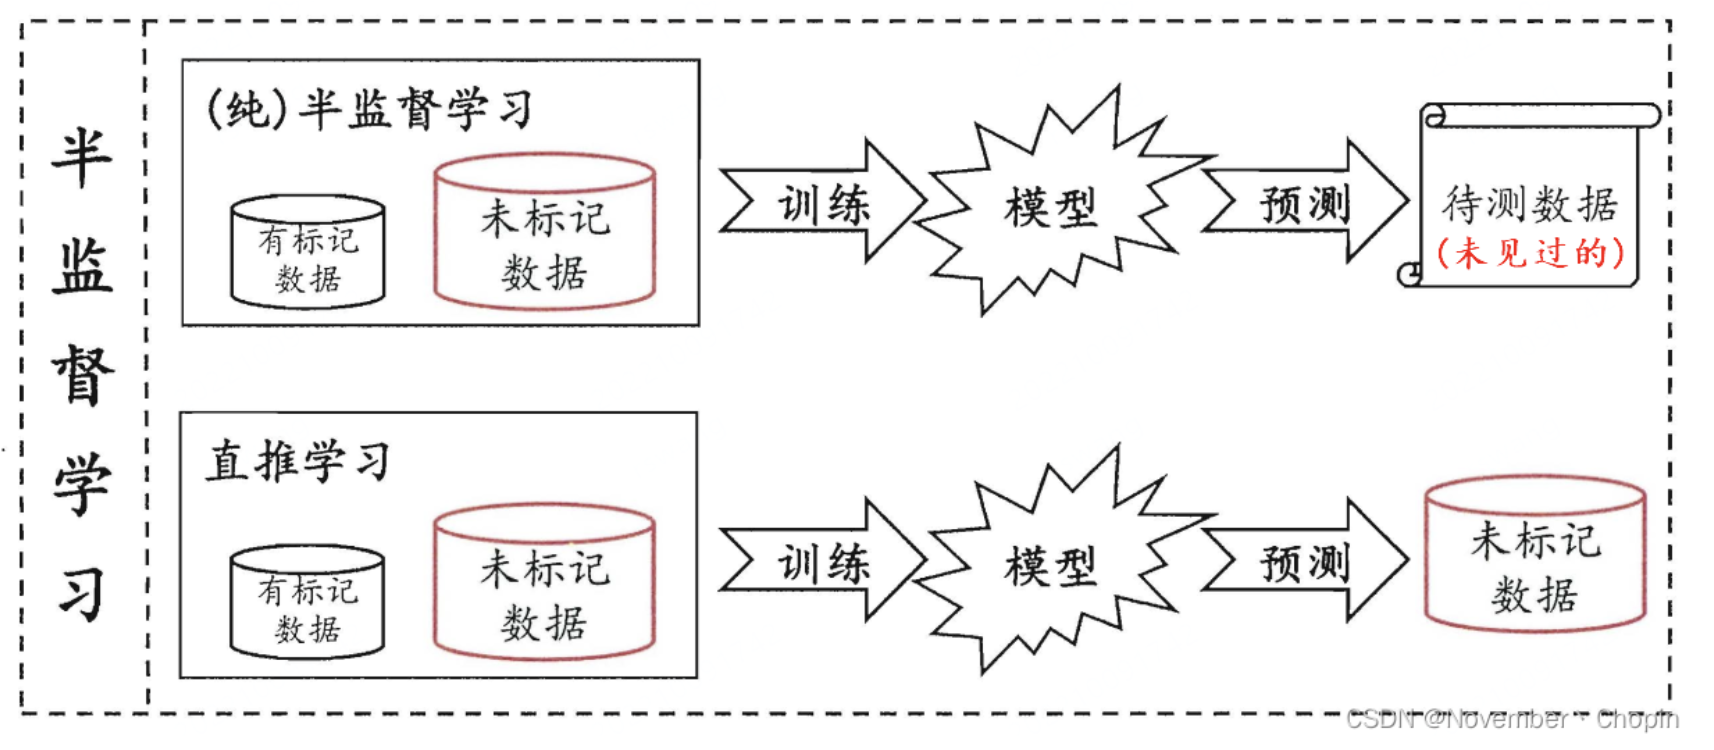 半监督学习
(纯)半监督学习
有标记
数据
未标记
数据
训练
模型
预测
待测数据
(未见过的)
直推学习
有标记
数据
未标记
数据
训练
模型
预测
未标记
数据
CSDN @November丶Chopin